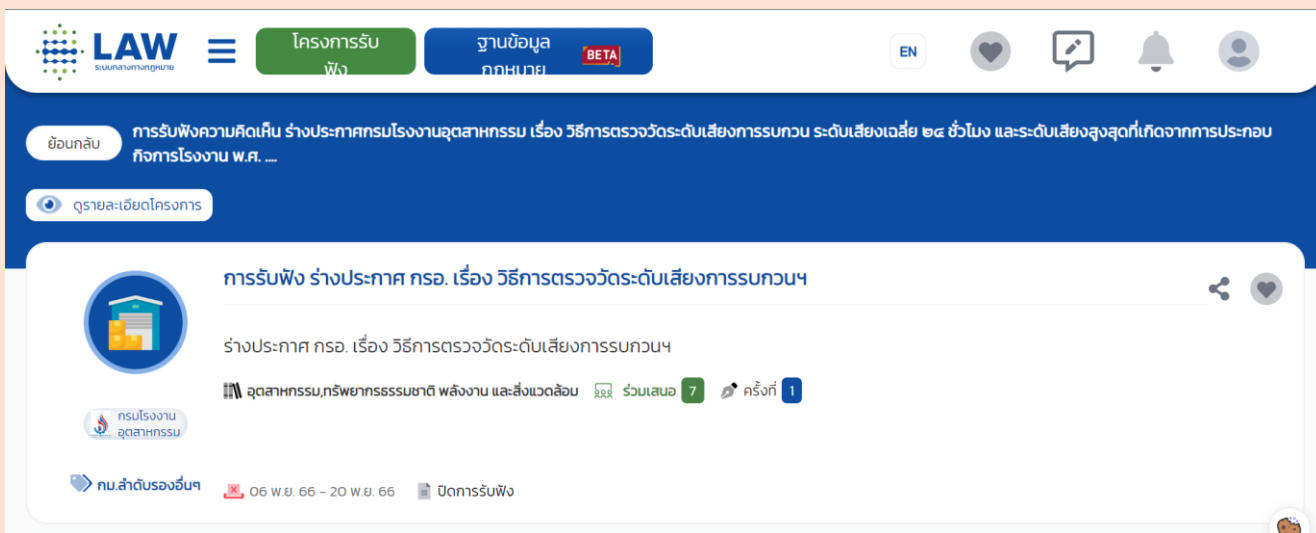 LAW
ระบบกลางทางกฎหมาย
โครงการรับ
ฟัง
ฐานข้อมูล
กฎหมาย
BETA
EN
ย้อนกลับ
การรับฟังความคิดเห็น ร่างประกาศกรมโรงงานอุตสาหกรรม เรื่อง วิธีการตรวจวัดระดับเสียงการรบกวน ระดับเสียงเฉลี่ย ๒๔ ชั่วโมง และระดับเสียงสูงสุดที่เกิดจากการประกอบ
กิจการโรงงาน พ.ศ. ....
ดูรายละเอียดโครงการ
การรับฟัง ร่างประกาศ กรอ. เรื่อง วิธีการตรวจวัดระดับเสียงการรบกวนฯ
ร่างประกาศ กรอ. เรื่อง วิธีการตรวจวัดระดับเสียงการรบกวนฯ
อุตสาหกรรม,ทรัพยากรธรรมชาติ พลังงาน และสิ่งแวดล้อม ร่วมเสนอ 7 ครั้งที่ 1
กรมโรงงาน
อุตสาหกรรม
กม.ลำดับรองอื่นๆ
06 พ.ย. 66 - 20 พ.ย. 66 ปิดการรับฟัง